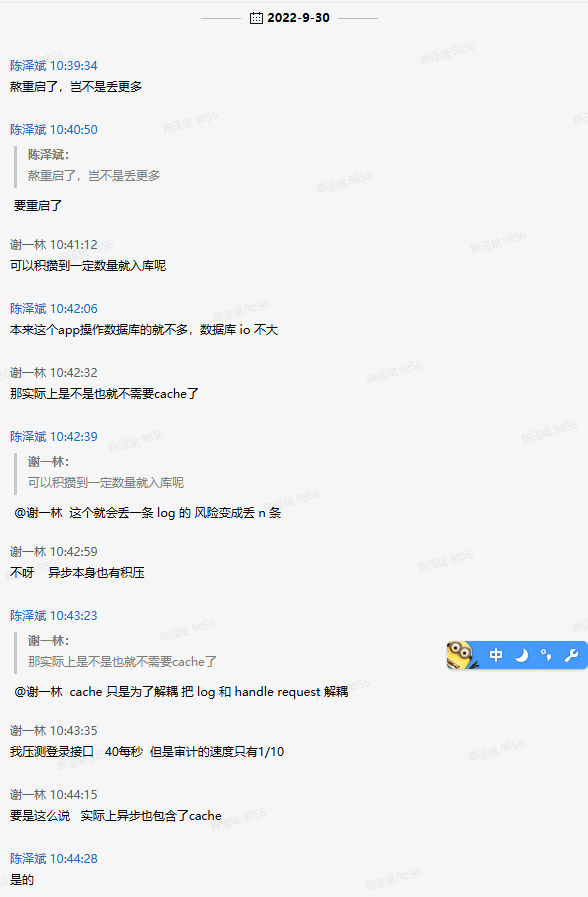 2022-9-30
陈泽斌 10:39:34
熬重启了，岂不是丢更多
陈泽斌 10:40:50
陈泽斌：
熬重启了，岂不是丢更多
要重启了
谢一林 10:41:12
可以积攒到一定数量就入库呢
陈泽斌 10:42:06
本来这个app操作数据库的就不多，数据库 io 不大
谢一林 10:42:32
那实际上是不是也就不需要cache了
陈泽斌 10:42:39
谢一林：
可以积攒到一定数量就入库呢
@谢一林 这个就会丢一条 log 的 风险变成丢 n 条
谢一林 10:42:59
不呀 异步本身也有积压
陈泽斌 10:43:23
谢一林：
那实际上是不是也就不需要cache了
@谢一林 cache 只是为了解耦 把 log 和 handle request 解耦
中
谢一林 10:43:35
我压测登录接口 40每秒 但是审计的速度只有1/10
谢一林 10:44:15
要是这么说 实际上异步也包含了cache
陈泽斌 10:44:28
是的
陈泽斌 9856